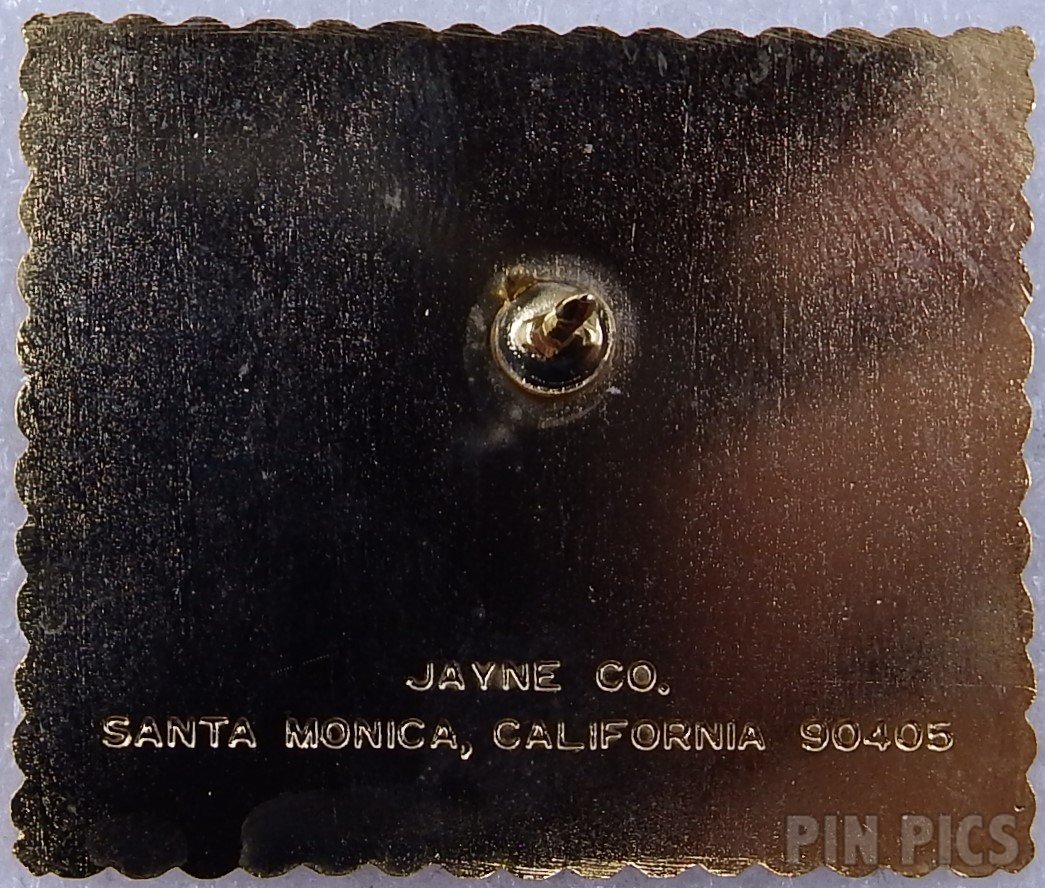 JAYNE CO.
SANTA MONICA, CALIFORNIA 90405
PIN PICS